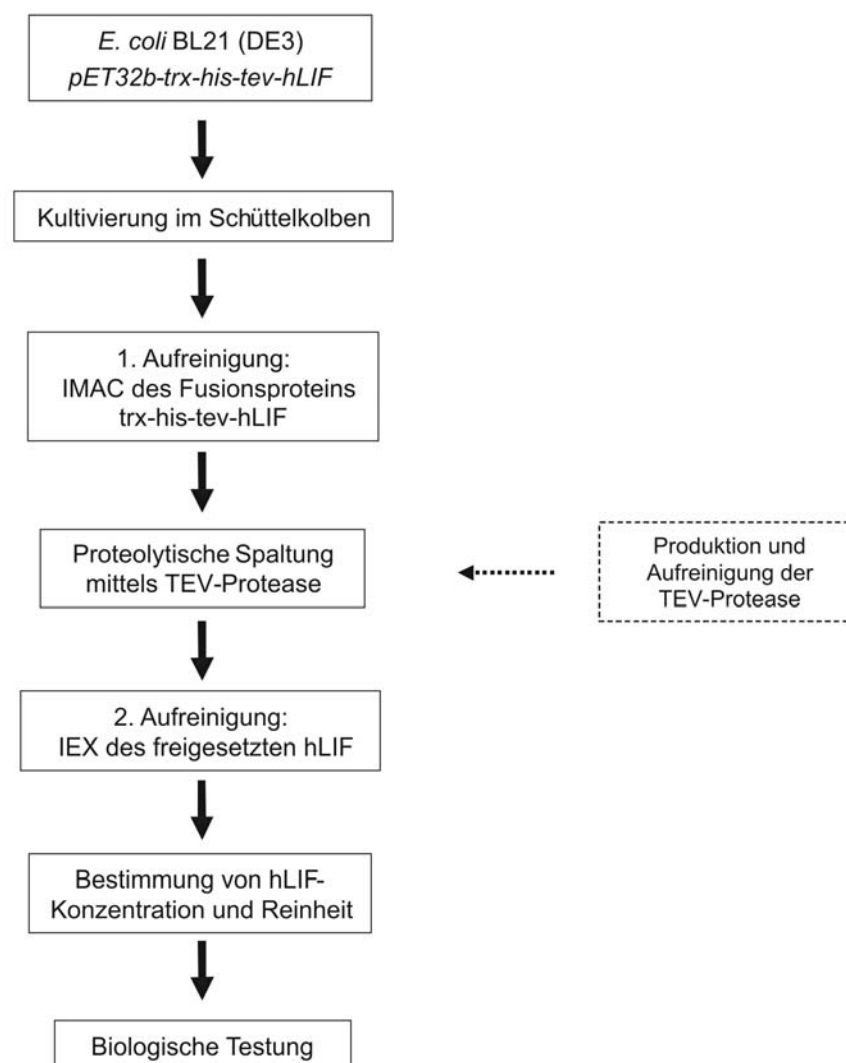 E. coli BL21 (DE3)
pET32b-trx-his-tev-hLIF
Kultivierung im Schüttelkolben
1. Aufreinigung:
IMAC des Fusionsproteins
trx-his-tev-hLIF
Proteolytische Spaltung
mittels TEV-Protease
Produktion und
Aufreinigung der
TEV-Protease
2. Aufreinigung:
IEX des freigesetzten hLIF
Bestimmung von hLIF-
Konzentration und Reinheit
Biologische Testung